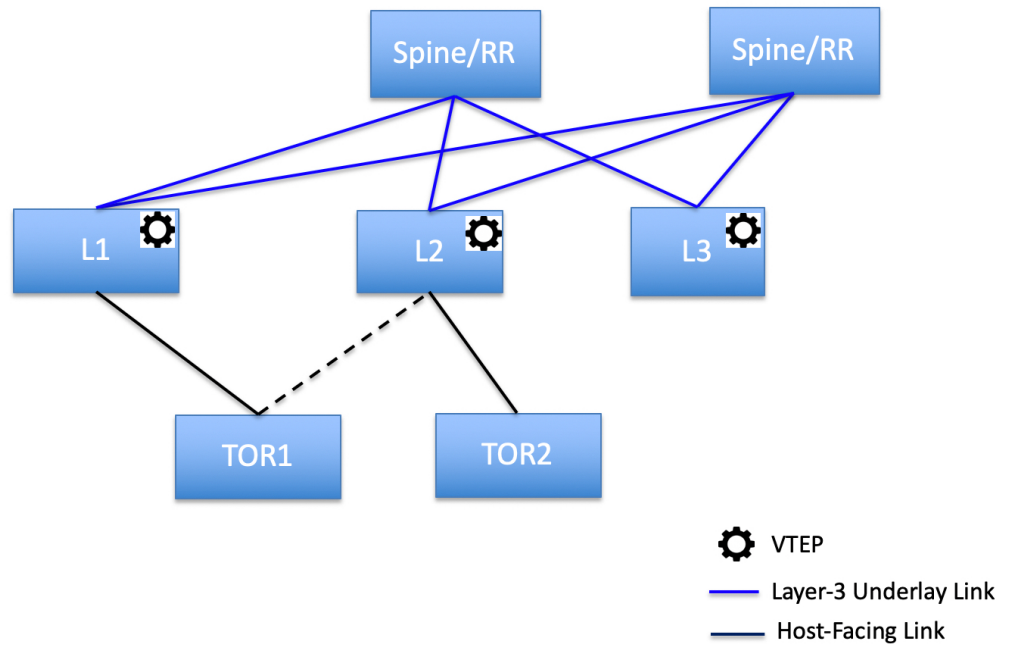 Spine/RR
Spine/RR
L1
L2
L3
TOR1
TOR2
VTEP
Layer-3 Underlay Link
Host-Facing Link